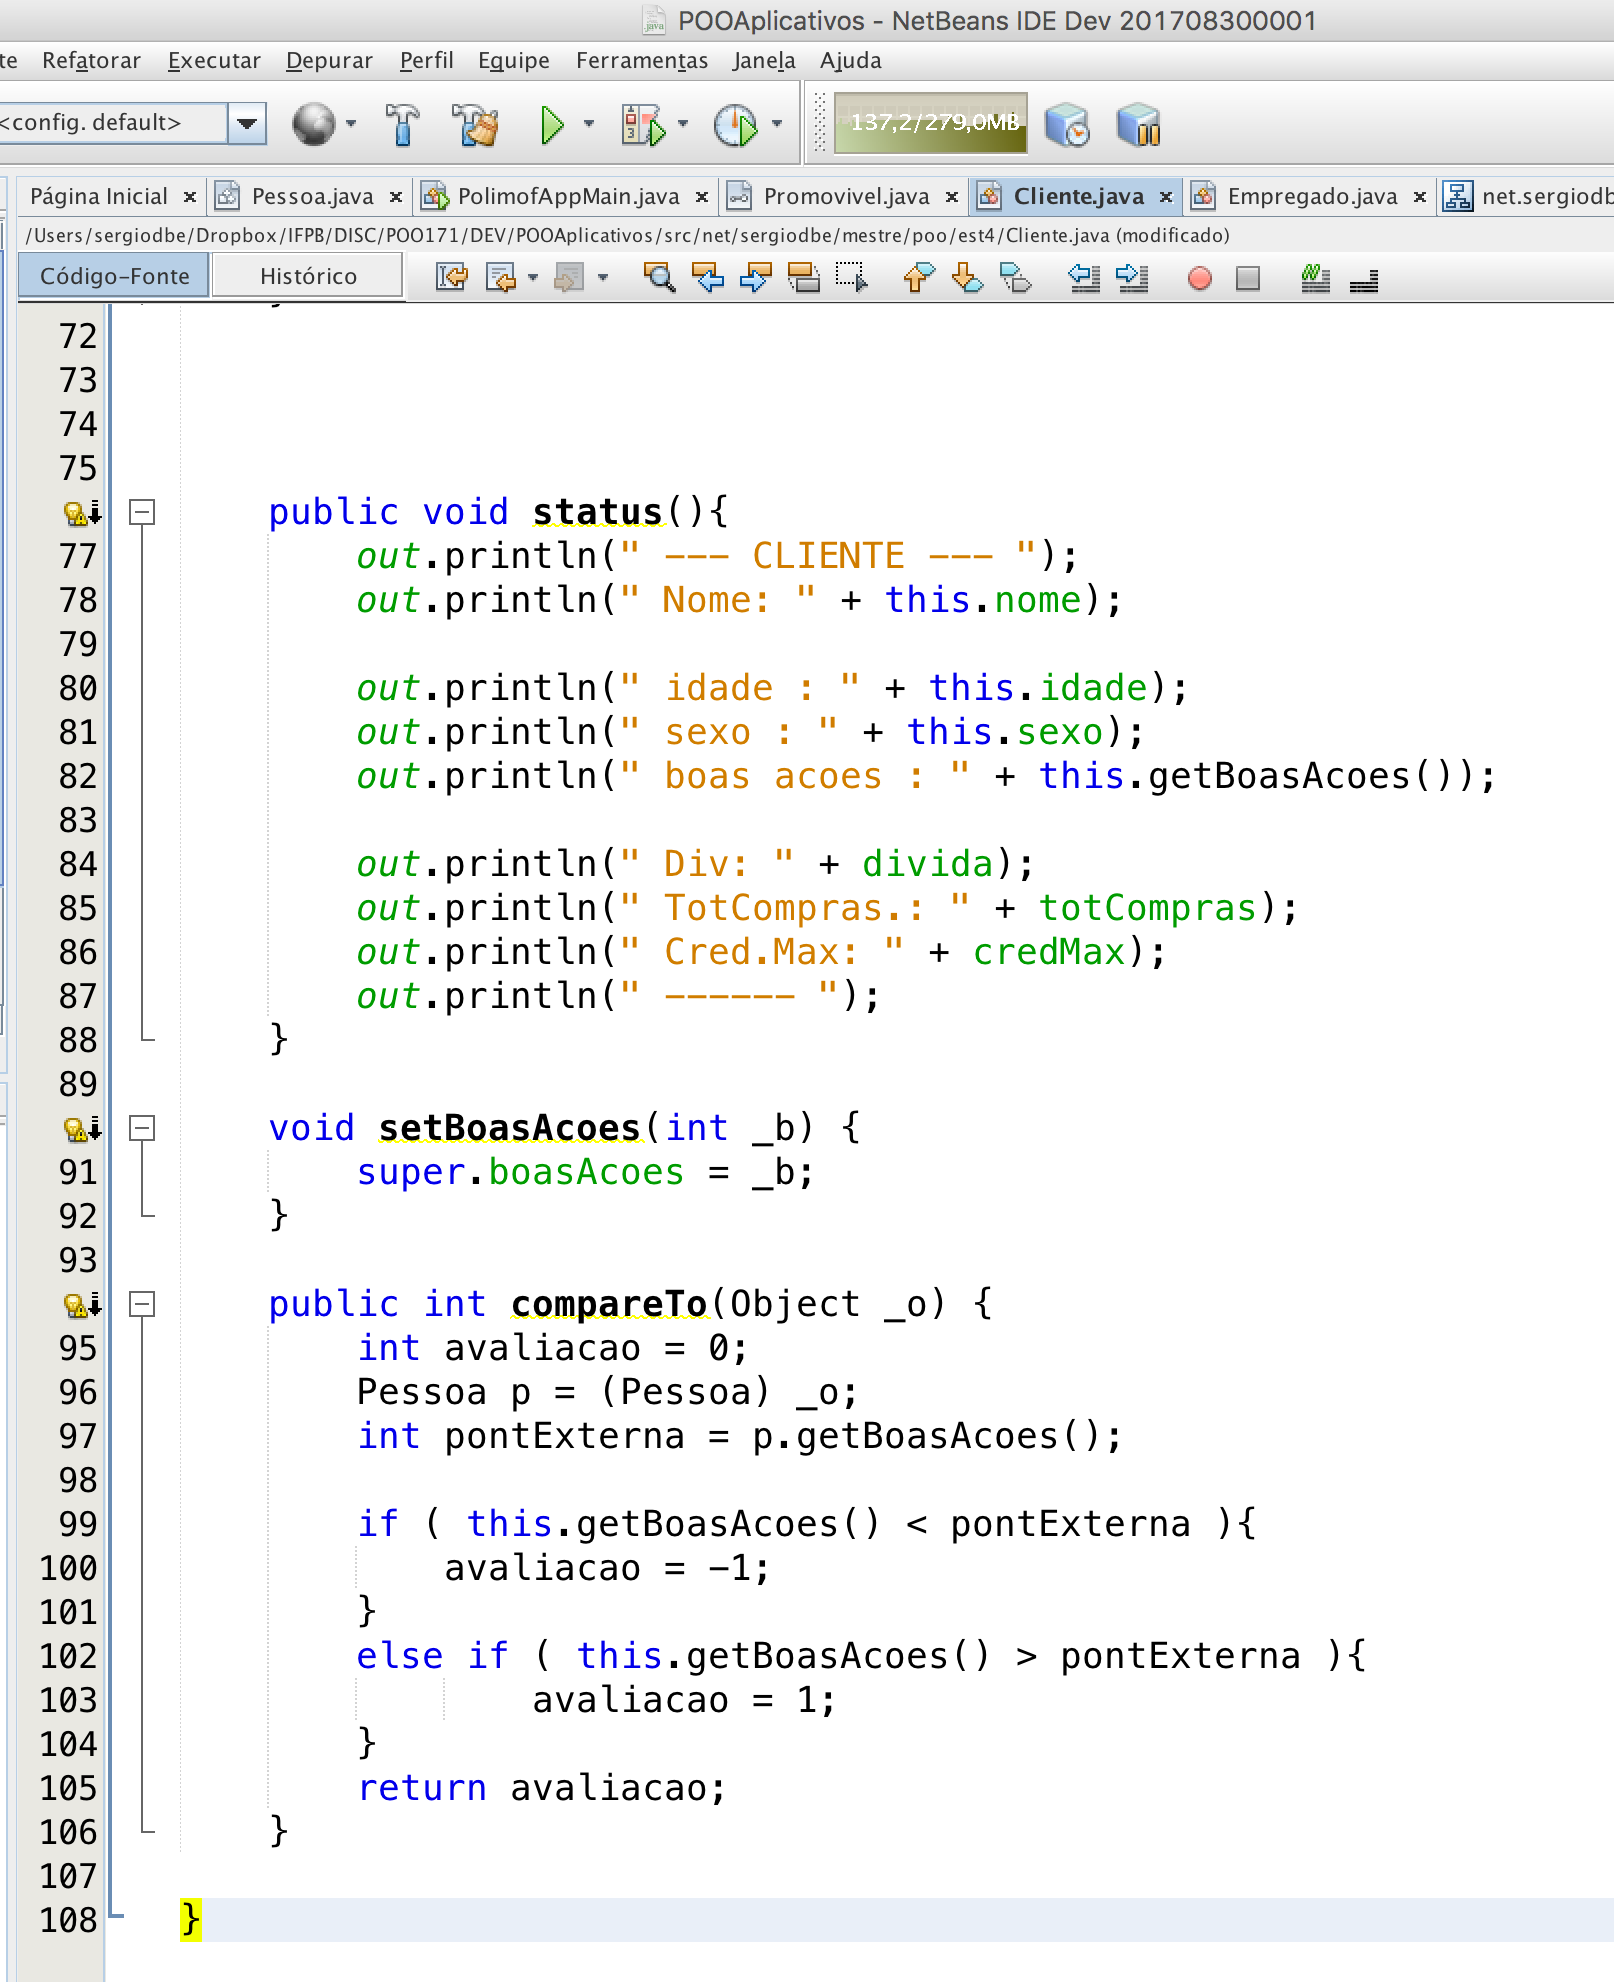 POOAplicativos - NetBeans IDE Dev 201708300001
te Refatorar Executar Depurar Perfil Equipe Ferramentas Janela Ajuda
<config. default> 137,2/279,0MB
Página Inicial Pessoa.java PolimofAppMain.java Promovivel.java Cliente.java Empregado.java net.sergiodb
/Users/sergiodbe/Dropbox/IFPB/DISC/POO171/DEV/POOAplicativos/src/net/sergiodbe/mestre/poo/est4/Cliente.java (modificado)
Código-Fonte Histórico
72
73
74
75
public void status(){
77 out.println(" --- CLIENTE --- ");
78 out.println(" Nome: " + this.nome);
79
80 out.println(" idade : " + this.idade);
81 out.println(" sexo : " + this.sexo);
82 out.println(" boas acoes : " + this.getBoasAcoes());
83
84 out.println(" Div: " + divida);
85 out.println(" TotCompras.: " + totCompras);
86 out.println(" Cred.Max: " + credMax);
87 out.println(" ------ ");
88 }
89
void setBoasAcoes(int _b) {
91 super.boasAcoes = _b;
92 }
93
public int compareTo(Object _o) {
95 int avaliacao = 0;
96 Pessoa p = (Pessoa) _o;
97 int pontExterna = p.getBoasAcoes();
98
99 if ( this.getBoasAcoes() < pontExterna ){
100 avaliacao = -1;
101 }
102 else if ( this.getBoasAcoes() > pontExterna ){
103 avaliacao = 1;
104 }
105 return avaliacao;
106 }
107
108 }